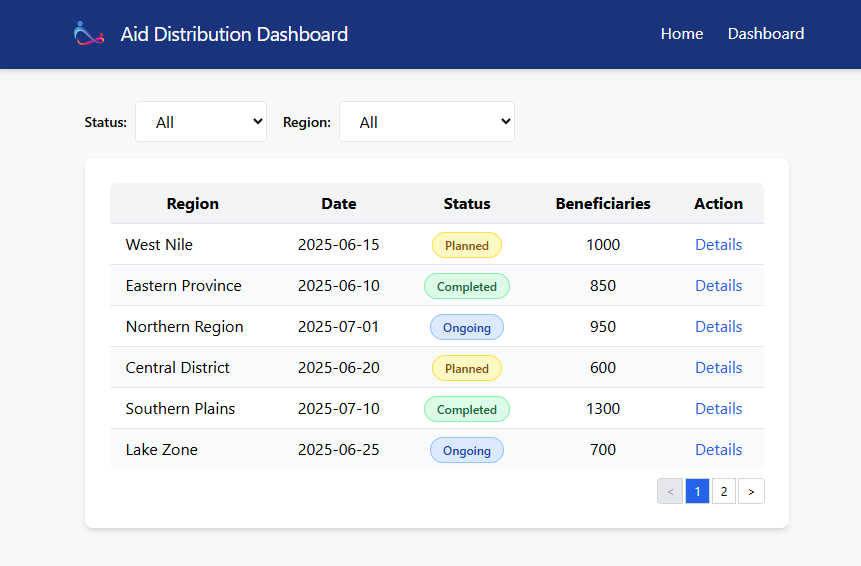 Aid Distribution Dashboard Home Dashboard
Status: All Region: All
Region Date Status Beneficiaries Action
West Nile 2025-06-15 Planned 1000 Details
Eastern Province 2025-06-10 Completed 850 Details
Northern Region 2025-07-01 Ongoing 950 Details
Central District 2025-06-20 Planned 600 Details
Southern Plains 2025-07-10 Completed 1300 Details
Lake Zone 2025-06-25 Ongoing 700 Details
< 1 2 >